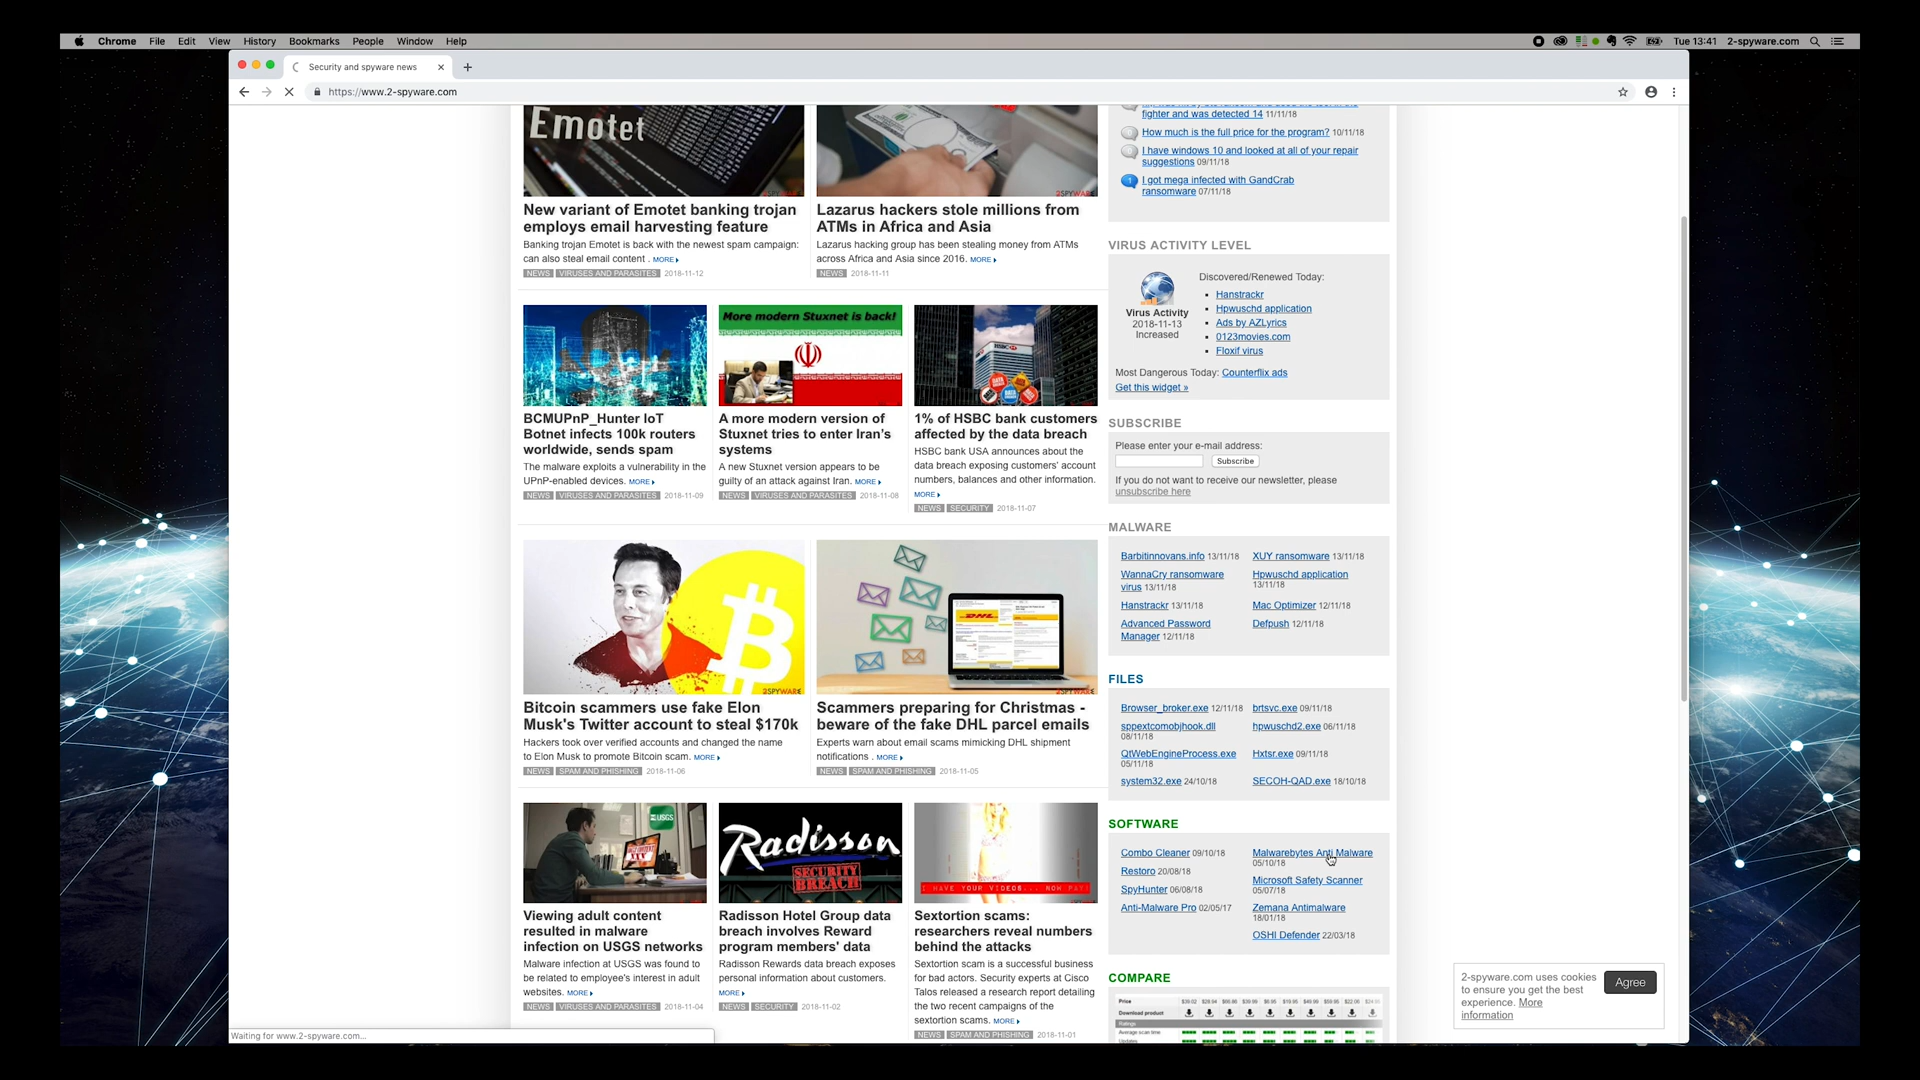 Chrome File Edit View History Bookmarks People Window Help
Tue 13:41 2-spyware.com
Security and spyware news
https://www.2-spyware.com
Emotet
2SPYWARE
New variant of Emotet banking trojan
employs email harvesting feature
Banking trojan Emotet is back with the newest spam campaign:
can also steal email content . MORE
NEWS VIRUSES AND PARASITES 2018-11-12
2SPYWARE
Lazarus hackers stole millions from
ATMs in Africa and Asia
Lazarus hacking group has been stealing money from ATMs
across Africa and Asia since 2016. MORE
NEWS 2018-11-11
BCMUPnP_Hunter IoT
Botnet infects 100k routers
worldwide, sends spam
The malware exploits a vulnerability in the
UPnP-enabled devices. MORE
NEWS VIRUSES AND PARASITES 2018-11-09
More modern Stuxnet is back!
A more modern version of
Stuxnet tries to enter Iran's
systems
A new Stuxnet version appears to be
guilty of an attack against Iran. MORE
NEWS VIRUSES AND PARASITES 2018-11-08
HSBC
1% of HSBC bank customers
affected by the data breach
HSBC bank USA announces about the
data breach exposing customers' account
numbers, balances and other information.
MORE
NEWS SECURITY 2018-11-07
2SPYWARE
Bitcoin scammers use fake Elon
Musk's Twitter account to steal $170k
Hackers took over verified accounts and changed the name
to Elon Musk to promote Bitcoin scam. MORE
NEWS SPAM AND PHISHING 2018-11-06
DHL
2SPYWARE
Scammers preparing for Christmas -
beware of the fake DHL parcel emails
Experts warn about email scams mimicking DHL shipment
notifications . MORE
NEWS SPAM AND PHISHING 2018-11-05
USGS
XXX
Viewing adult content
resulted in malware
infection on USGS networks
Malware infection at USGS was found to
be related to employee's interest in adult
websites. MORE
NEWS VIRUSES AND PARASITES 2018-11-04
Radisson
SECURITY
BREACH
Radisson Hotel Group data
breach involves Reward
program members' data
Radisson Rewards data breach exposes
personal information about customers.
MORE
NEWS SECURITY 2018-11-02
I HAVE YOUR VIDEOS... NOW PAY!
Sextortion scams:
researchers reveal numbers
behind the attacks
Sextortion scam is a successful business
for bad actors. Security experts at Cisco
Talos released a research report detailing
the two recent campaigns of the
sextortion scams. MORE
NEWS SPAM AND PHISHING 2018-11-01
fighter and was detected 14 11/11/18
How much is the full price for the program? 10/11/18
I have windows 10 and looked at all of your repair
suggestions 09/11/18
1 I got mega infected with GandCrab
ransomware 07/11/18
VIRUS ACTIVITY LEVEL
Virus Activity
2018-11-13
Increased
Discovered/Renewed Today:
Hanstrackr
Hpwuschd application
Ads by AZLyrics
0123movies.com
Floxif virus
Most Dangerous Today: Counterflix ads
Get this widget »
SUBSCRIBE
Please enter your e-mail address:
Subscribe
If you do not want to receive our newsletter, please
unsubscribe here
MALWARE
Barbitinnovans.info 13/11/18
WannaCry ransomware
virus 13/11/18
Hanstrackr 13/11/18
Advanced Password
Manager 12/11/18
XUY ransomware 13/11/18
Hpwuschd application
13/11/18
Mac Optimizer 12/11/18
Defpush 12/11/18
FILES
Browser_broker.exe 12/11/18
sppextcomobjhook.dll
08/11/18
QtWebEngineProcess.exe
05/11/18
system32.exe 24/10/18
brtsvc.exe 09/11/18
hpwuschd2.exe 06/11/18
Hxtsr.exe 09/11/18
SECOH-QAD.exe 18/10/18
SOFTWARE
Combo Cleaner 09/10/18
Restoro 20/08/18
SpyHunter 06/08/18
Anti-Malware Pro 02/05/17
Malwarebytes Anti Malware
05/10/18
Microsoft Safety Scanner
05/07/18
Zemana Antimalware
18/01/18
OSHI Defender 22/03/18
COMPARE
Price
Download product
Ratings
Average scan time
Updates
2-spyware.com uses cookies
to ensure you get the best
experience. More
information
Agree
Waiting for www.2-spyware.com...